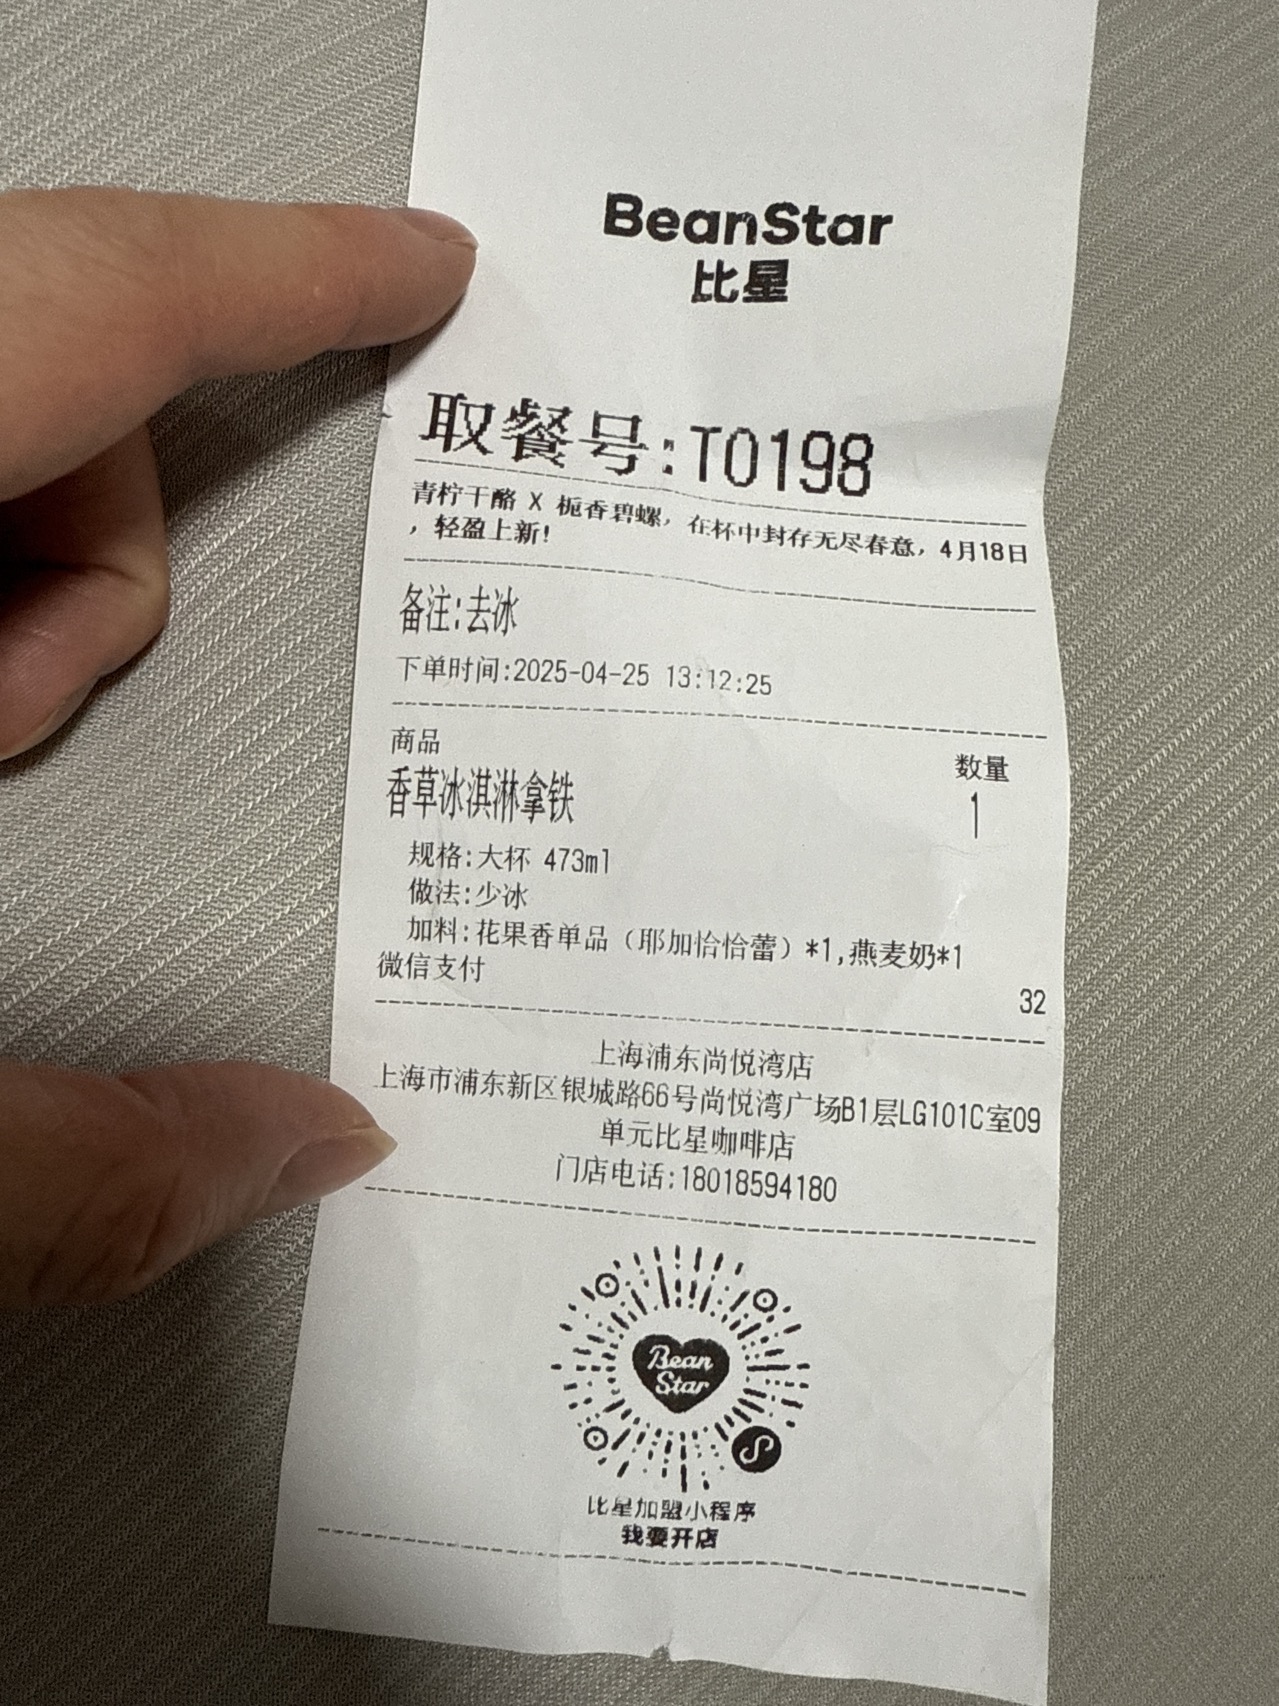 BeanStar
比星
取餐号:T0198
青柠干酪 X 栀香碧螺，在杯中封存无尽春意，4月18日
，轻盈上新！
备注:去冰
下单时间:2025-04-25 13:12:25
商品 数量
香草冰淇淋拿铁 1
规格:大杯 473ml
做法:少冰
加料:花果香单品（耶加恰恰蕾）*1,燕麦奶*1
微信支付
32
上海浦东尚悦湾店
上海市浦东新区银城路66号尚悦湾广场B1层LG101C室09
单元比星咖啡店
门店电话:18018594180
Bean
Star
比星加盟小程序
我要开店